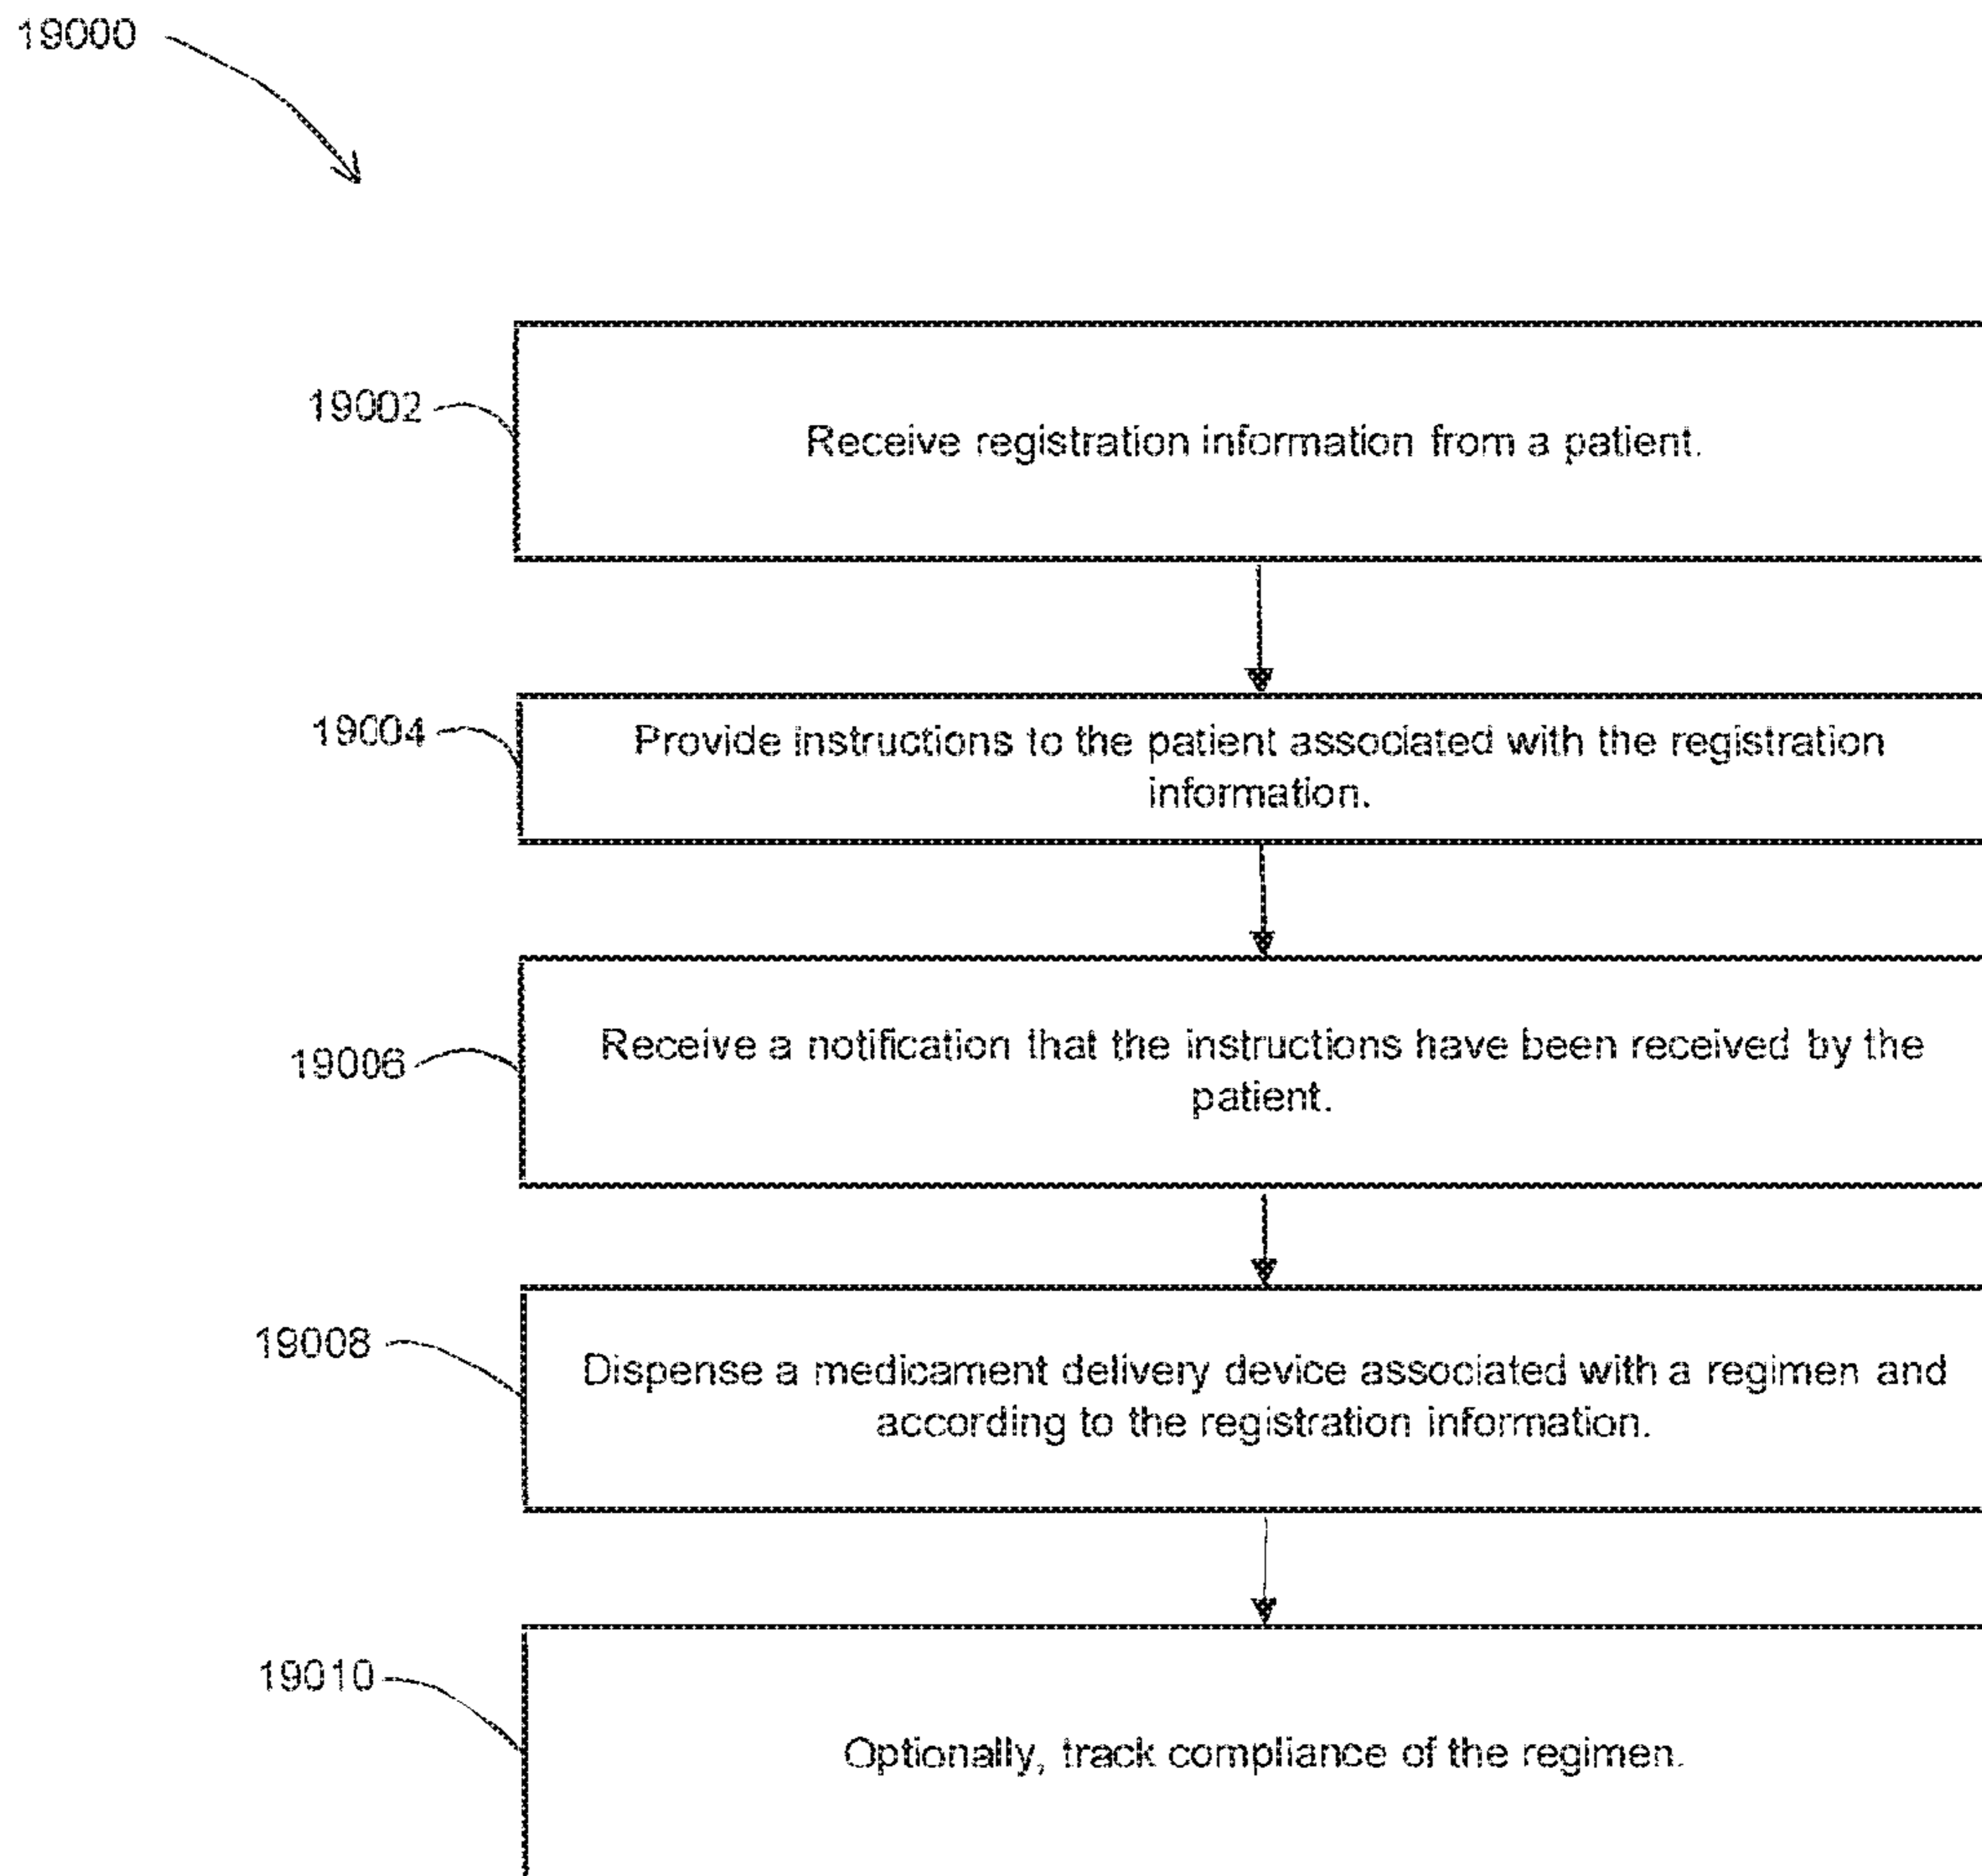 19000
19002
Receive registration information from a patient.
19004
Provide instructions to the patient associated with the registration
information.
19006
Receive a notification that the instructions have been received by the
patient.
19008
Dispense a medicament delivery device associated with a regimen and
according to the registration information.
19010
Optionally, track compliance of the regimen.